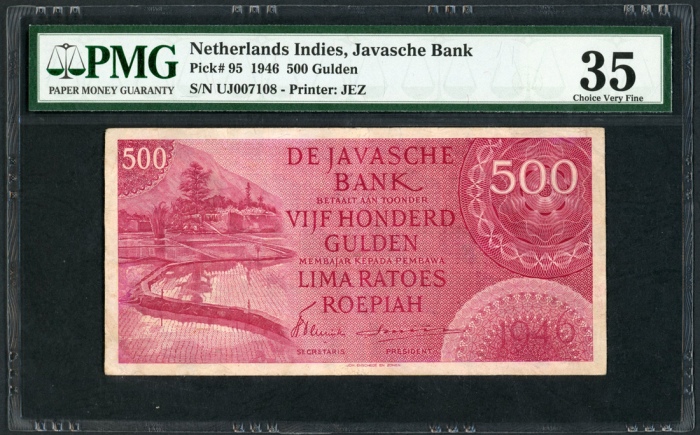 PMG
PAPER MONEY GUARANTY
Netherlands Indies, Javasche Bank
Pick# 95 1946 500 Gulden
S/N UJ007108 - Printer: JEZ
35
Choice Very Fine
500
DE JAVASCHE
BANK
BETAALT AAN TOONDER
VIJF HONDERD
GULDEN
MEMBAJAR KEPADA PEMBAWA
LIMA RATOES
ROEPIAH
SECRETARIS
PRESIDENT
500
1946